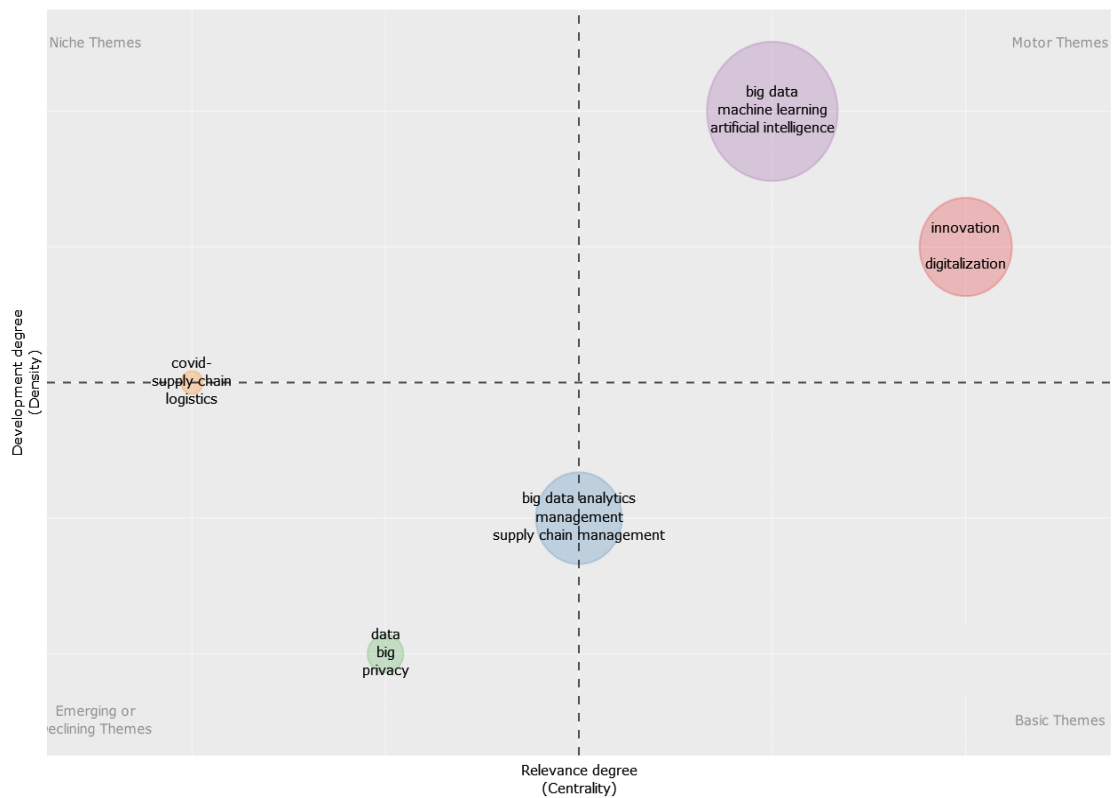 Niche Themes
Motor Themes
big data
machine learning
artificial intelligence
innovation
digitalization
Development degree
(Density)
covid-
supply chain
logistics
big data analytics
management
supply chain management
data
big
privacy
Emerging or
eclining Themes
Basic Themes
Relevance degree
(Centrality)